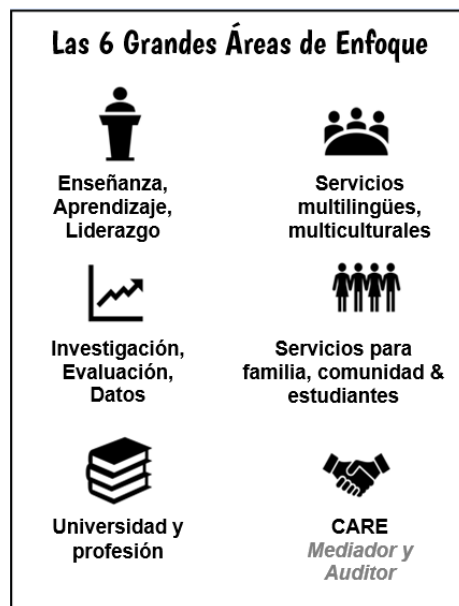 Las 6 Grandes Áreas de Enfoque
Enseñanza,
Aprendizaje,
Liderazgo
Servicios
multilingües,
multiculturales
Investigación,
Evaluación,
Datos
Servicios para
familia, comunidad &
estudiantes
Universidad y
profesión
CARE
Mediador y
Auditor